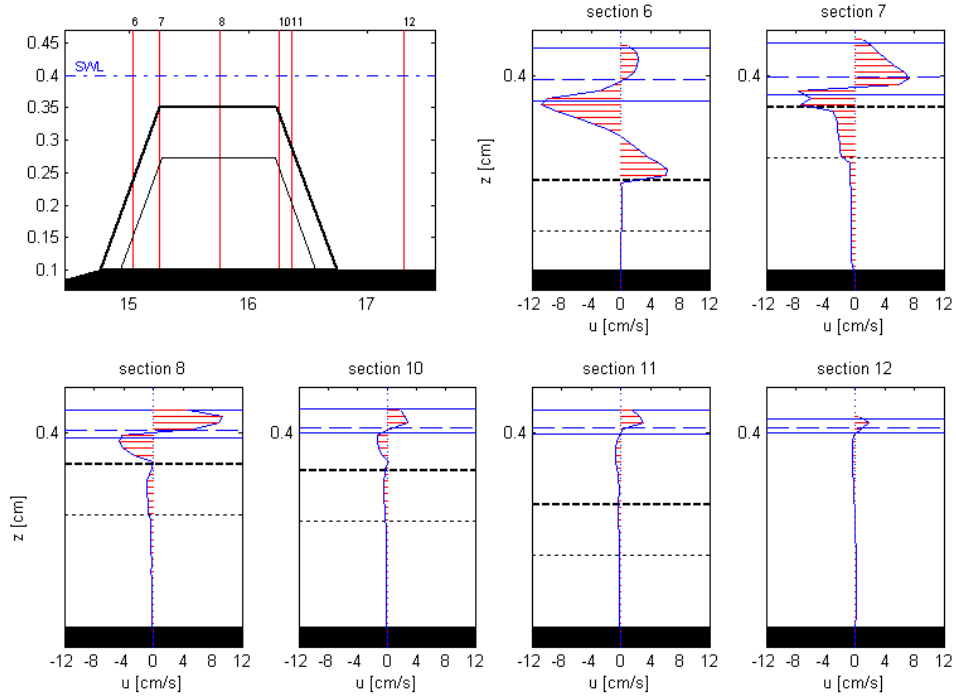 6 7 8 10 11 12
0.45
SWL
0.4
0.35
0.3
0.25
0.2
0.15
0.1
15 16 17
section 6
0.4
z [cm]
-12 -8 -4 0 4 8 12
u [cm/s]
section 7
0.4
z [cm]
-12 -8 -4 0 4 8 12
u [cm/s]
section 8
0.4
z [cm]
-12 -8 -4 0 4 8 12
u [cm/s]
section 10
0.4
-12 -8 -4 0 4 8 12
u [cm/s]
section 11
0.4
-12 -8 -4 0 4 8 12
u [cm/s]
section 12
0.4
-12 -8 -4 0 4 8 12
u [cm/s]